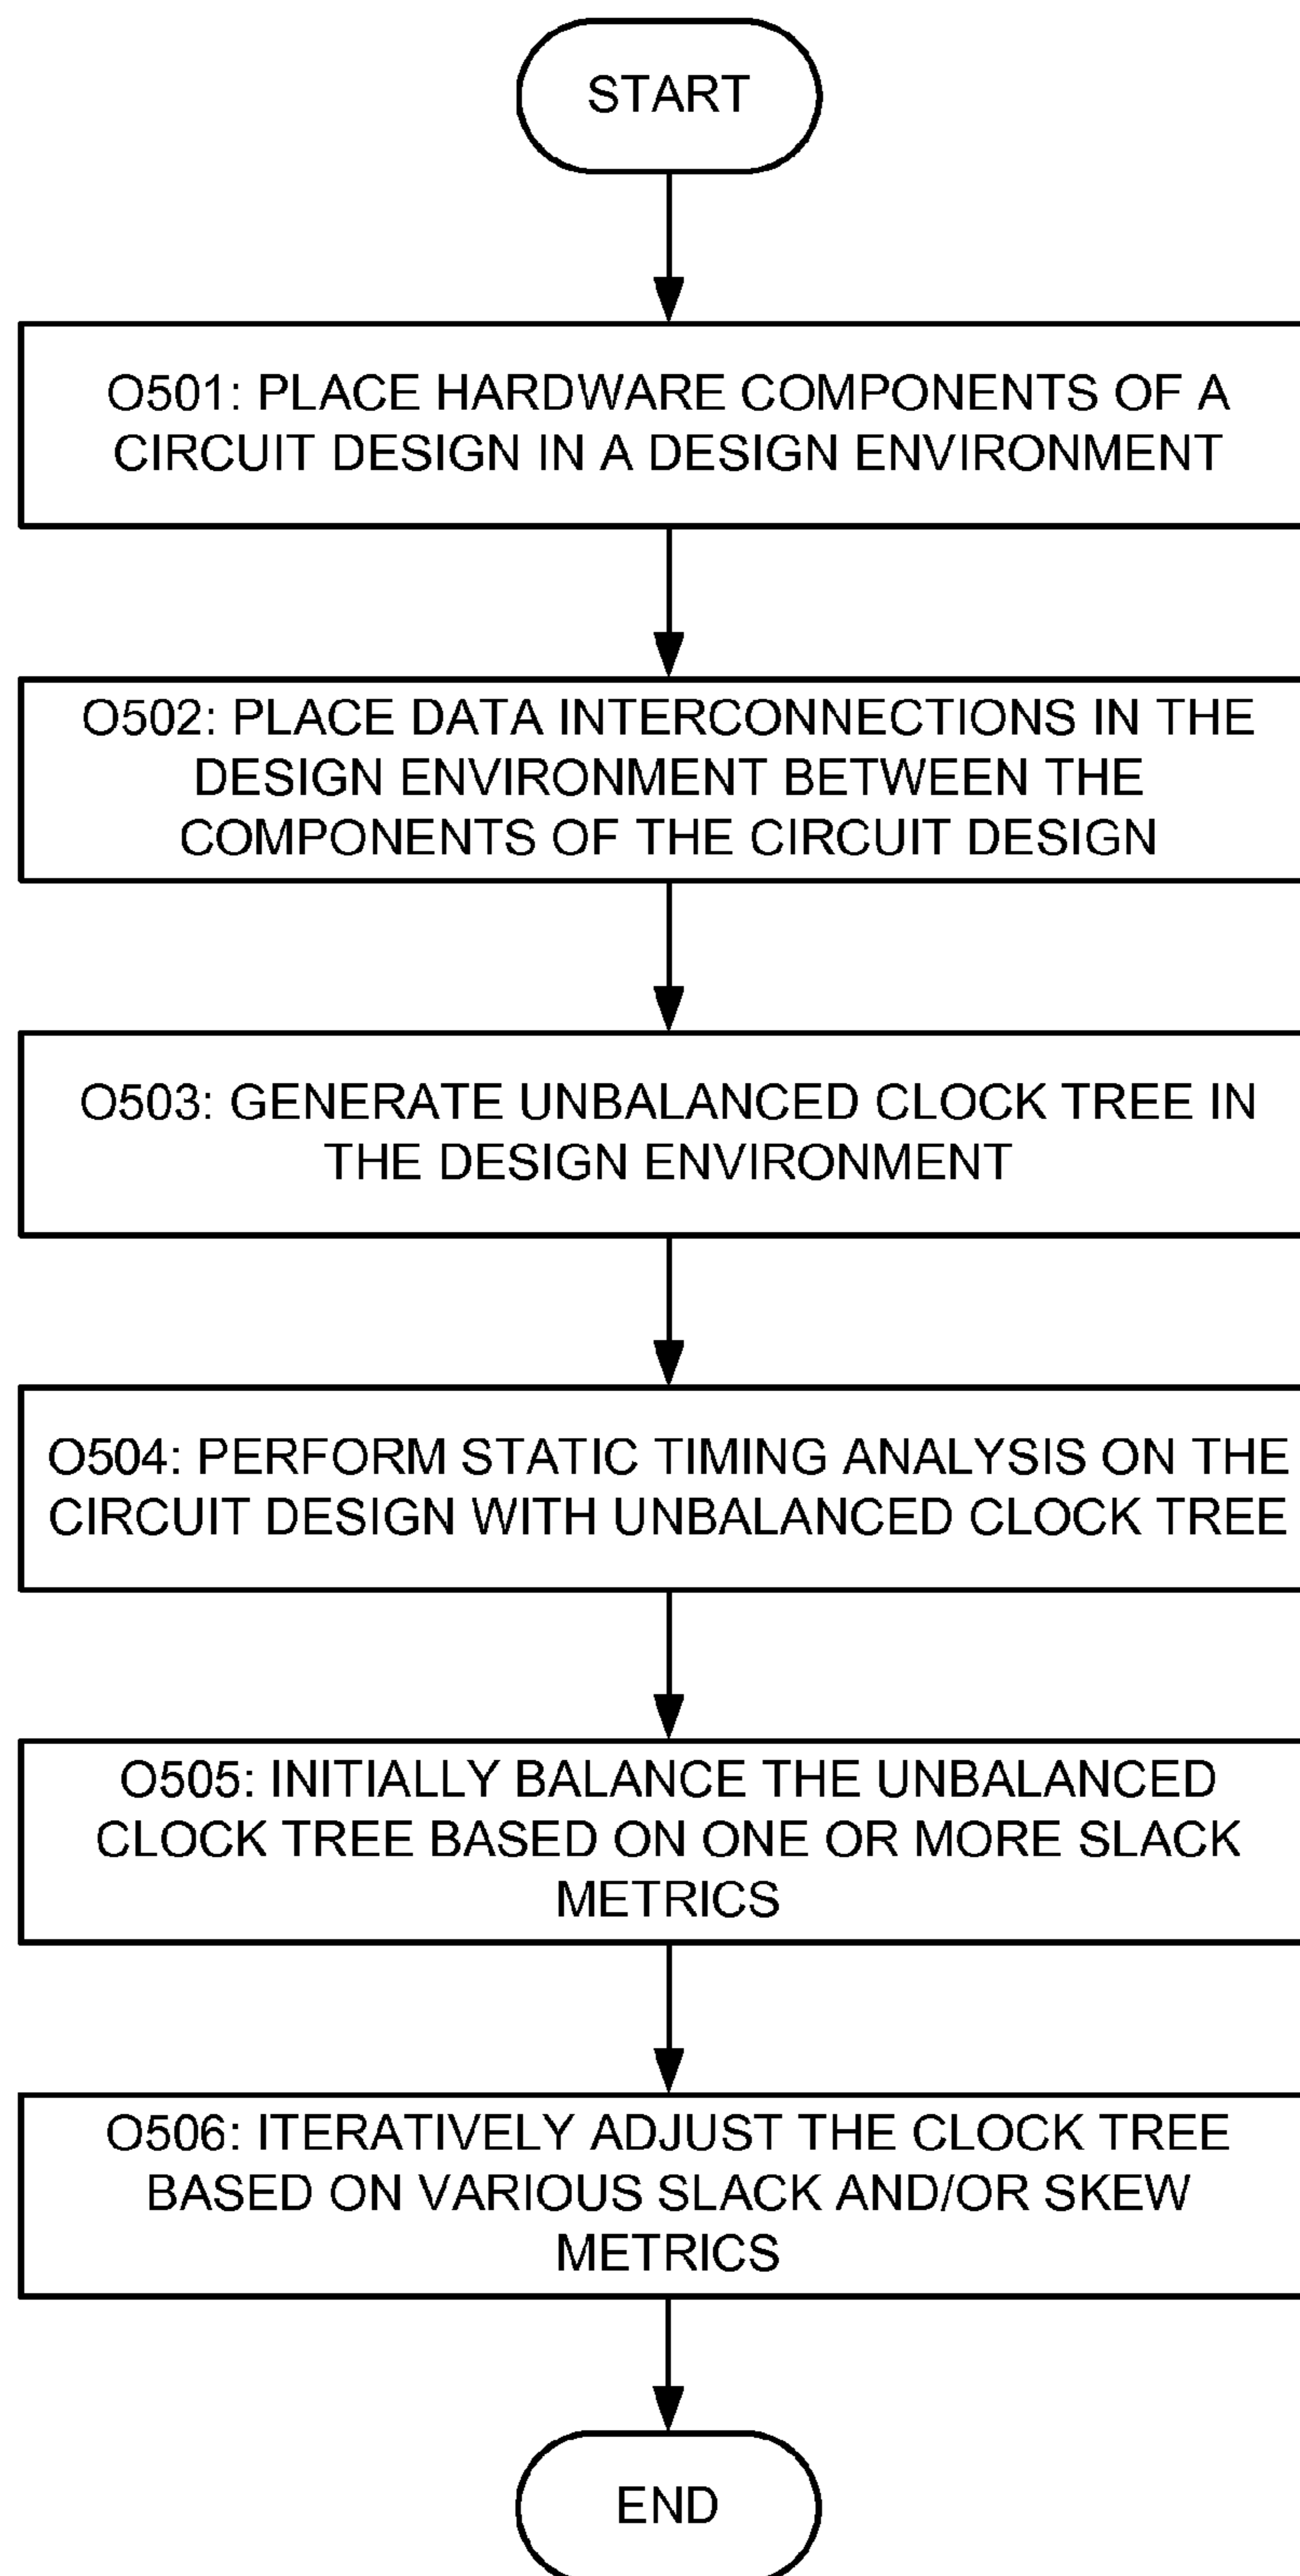 START
O501: PLACE HARDWARE COMPONENTS OF A
CIRCUIT DESIGN IN A DESIGN ENVIRONMENT
O502: PLACE DATA INTERCONNECTIONS IN THE
DESIGN ENVIRONMENT BETWEEN THE
COMPONENTS OF THE CIRCUIT DESIGN
O503: GENERATE UNBALANCED CLOCK TREE IN
THE DESIGN ENVIRONMENT
O504: PERFORM STATIC TIMING ANALYSIS ON THE
CIRCUIT DESIGN WITH UNBALANCED CLOCK TREE
O505: INITIALLY BALANCE THE UNBALANCED
CLOCK TREE BASED ON ONE OR MORE SLACK
METRICS
O506: ITERATIVELY ADJUST THE CLOCK TREE
BASED ON VARIOUS SLACK AND/OR SKEW
METRICS
END